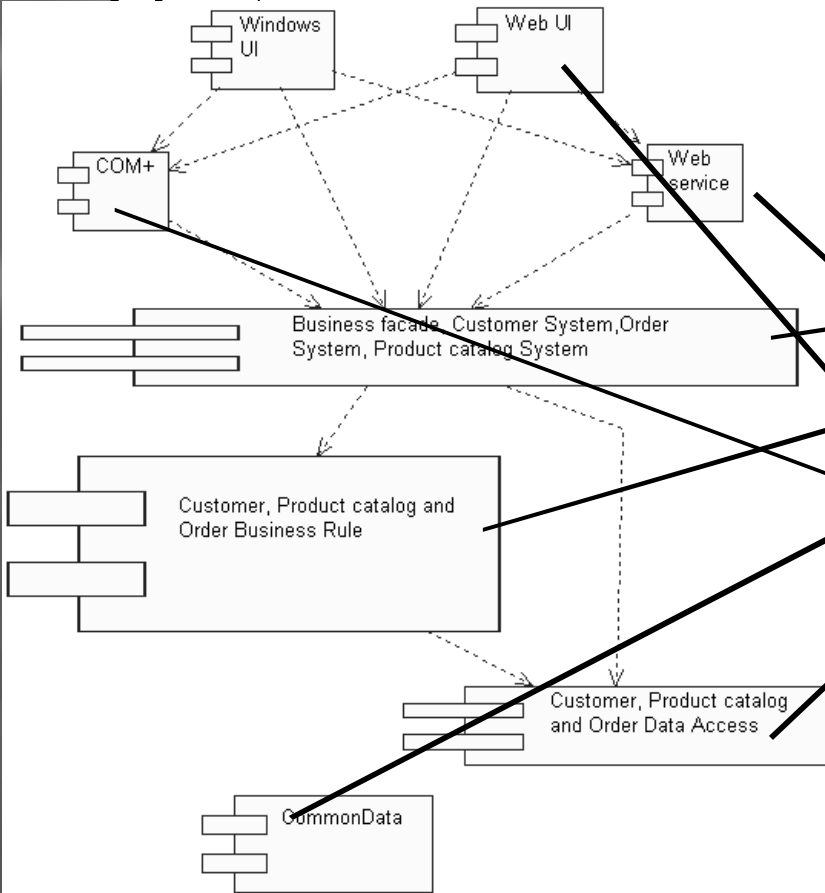 Windows
UI
Web UI
COM+
Web
service
Business facade, Customer System,Order
System, Product catalog System
Customer, Product catalog and
Order Business Rule
Customer, Product catalog
and Order Data Access
CommonData